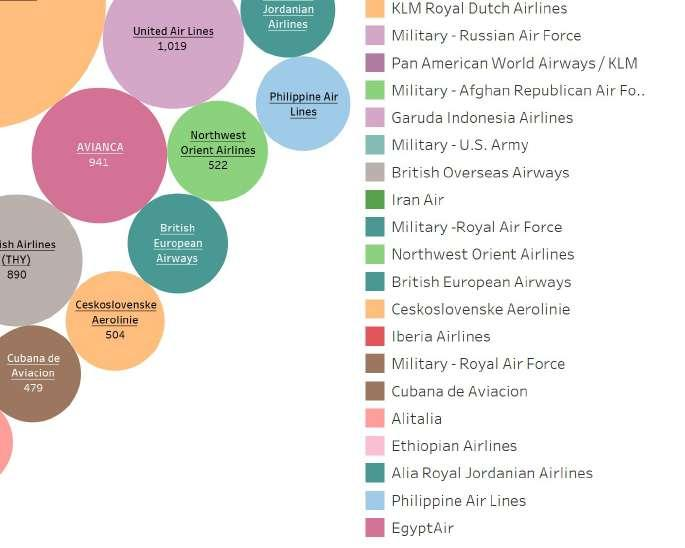 United Air Lines
1,019
Jordanian
Airlines
Philippine Air
Lines
AVIANCA
941
Northwest
Orient Airlines
522
British
European
Airways
ish Airlines
(THY)
890
Ceskoslovenske
Aerolinie
504
Cubana de
Aviacion
479
KLM Royal Dutch Airlines
Military - Russian Air Force
Pan American World Airways / KLM
Military - Afghan Republican Air Fo..
Garuda Indonesia Airlines
Military - U.S. Army
British Overseas Airways
Iran Air
Military -Royal Air Force
Northwest Orient Airlines
British European Airways
Ceskoslovenske Aerolinie
Iberia Airlines
Military - Royal Air Force
Cubana de Aviacion
Alitalia
Ethiopian Airlines
Alia Royal Jordanian Airlines
Philippine Air Lines
EgyptAir